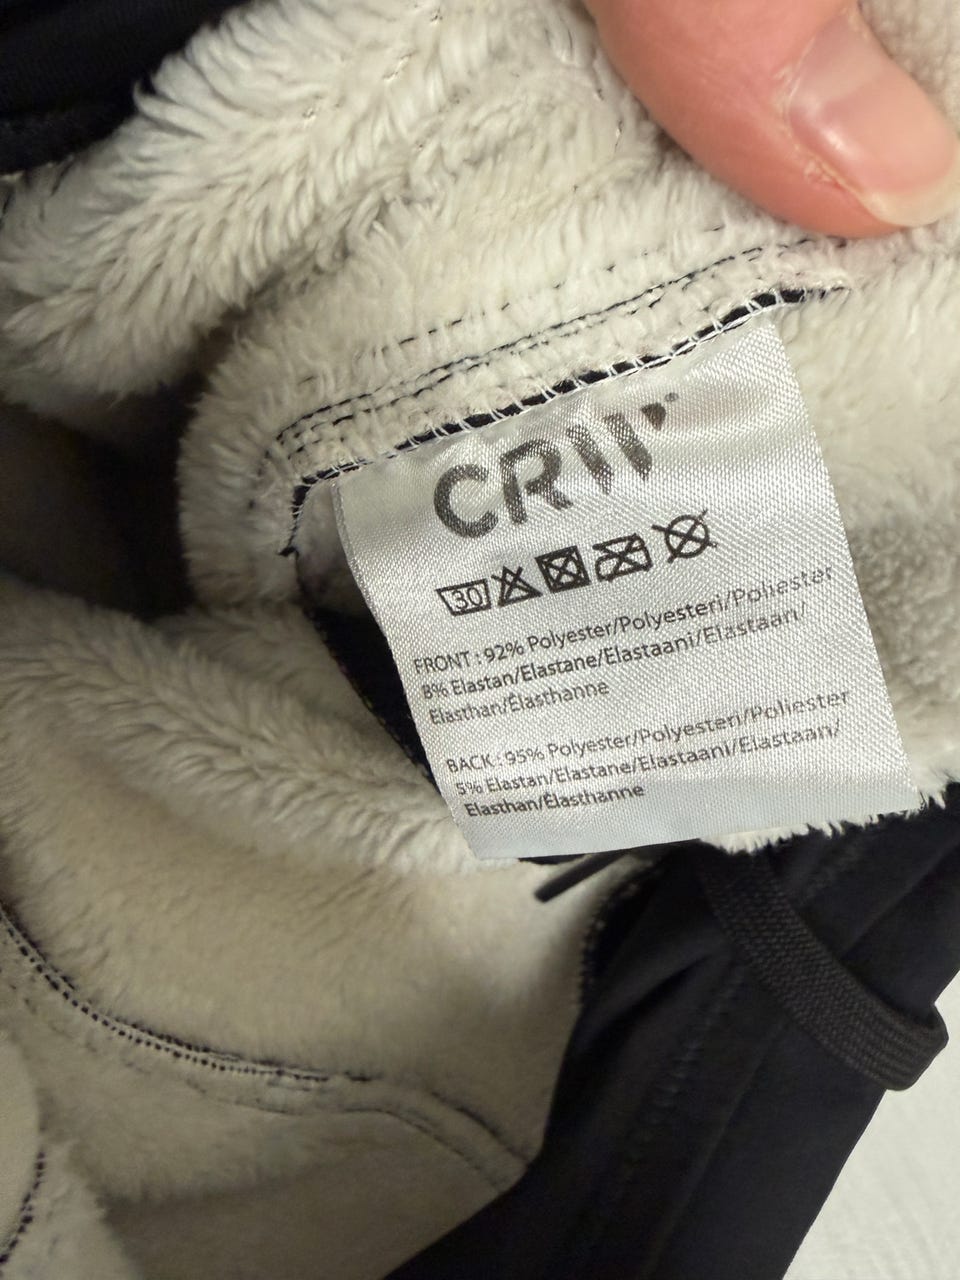 CRW®
30
FRONT : 92% Polyester/Polyesteri/Poliester
8% Elastan/Elastane/Elastaani/Elastaan/
Elasthan/Élasthanne
BACK : 95% Polyester/Polyesteri/Poliester
5% Elastan/Elastane/Elastaani/Elastaan/
Elasthan/Élasthanne